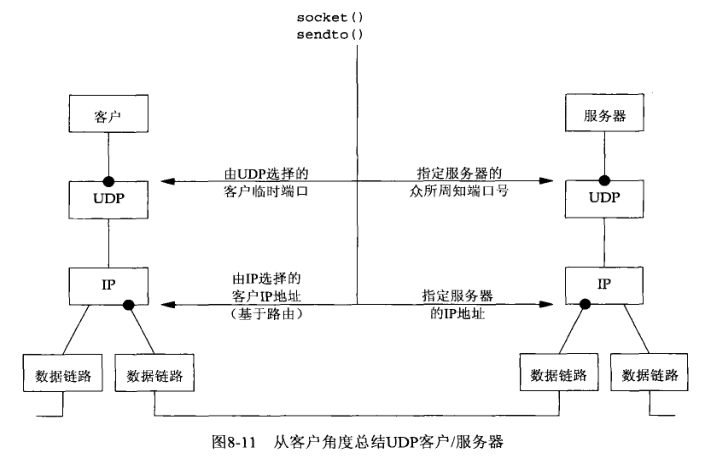 socket()
sendto()
客户
服务器
由UDP选择的
客户临时端口
指定服务器的
众所周知端口号
UDP
UDP
IP
由IP选择的
客户IP地址
（基于路由）
指定服务器
的IP地址
IP
数据链路
数据链路
数据链路
数据链路
图8-11 从客户角度总结UDP客户/服务器